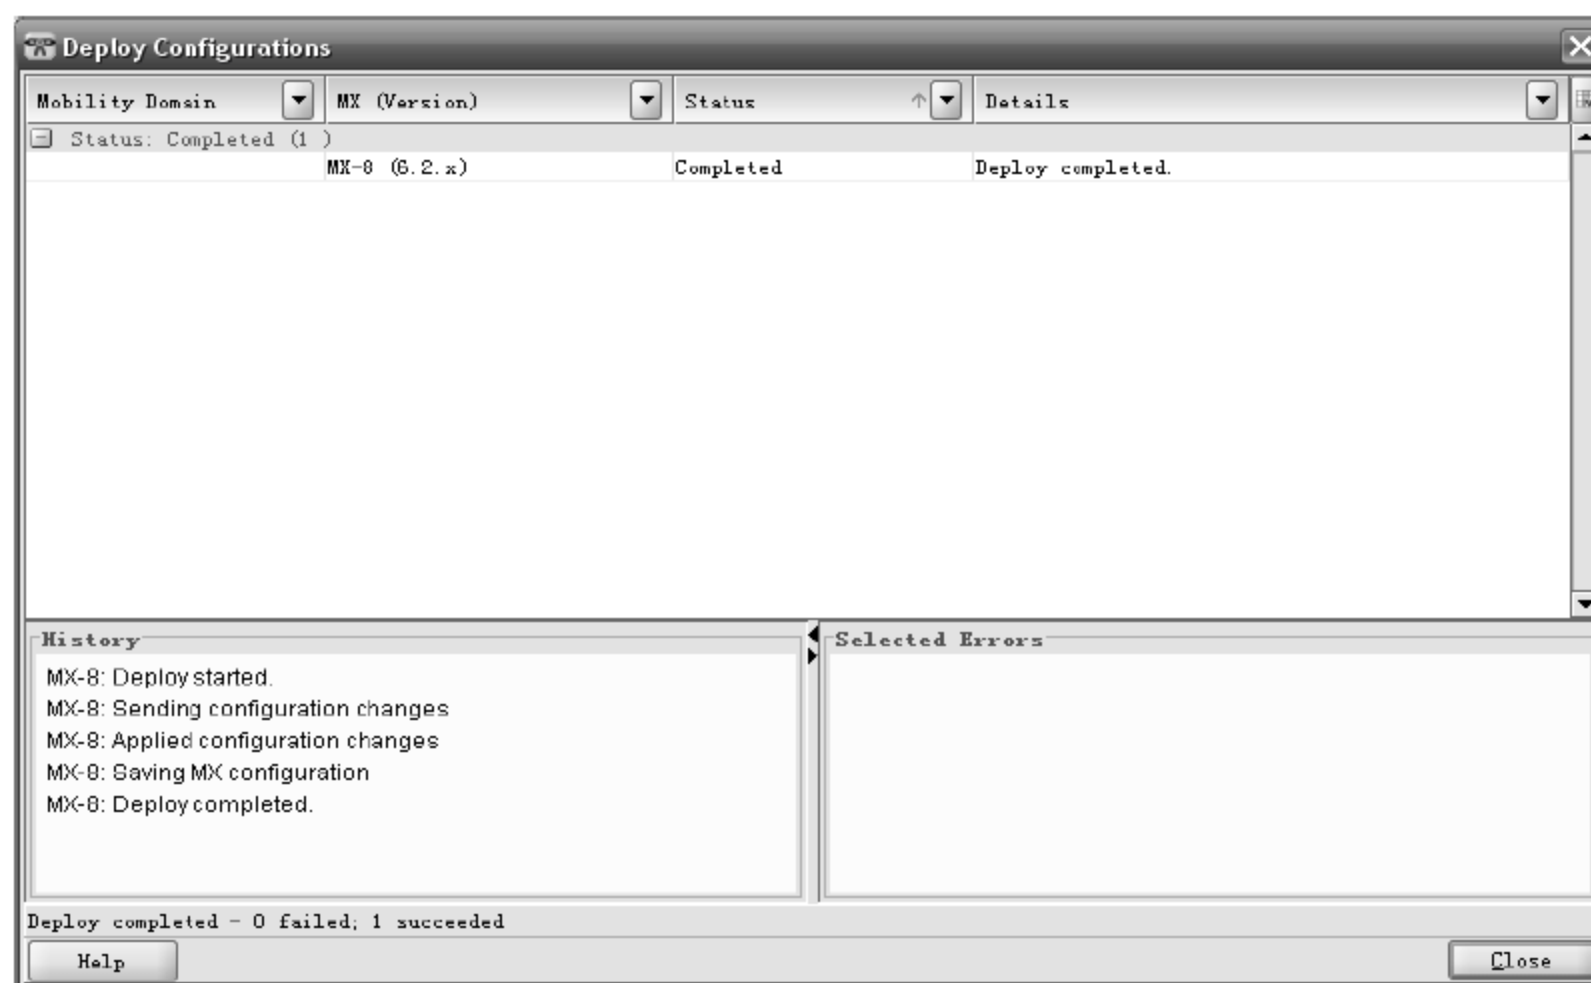 Deploy Configurations
Mobility Domain MX (Version) Status Details
Status: Completed (1 )
MX-8 (6.2.x) Completed Deploy completed.
History
MX-8: Deploy started.
MX-8: Sending configuration changes
MX-8: Applied configuration changes
MX-8: Saving MX configuration
MX-8: Deploy completed.
Selected Errors
Deploy completed - 0 failed; 1 succeeded
Help Close